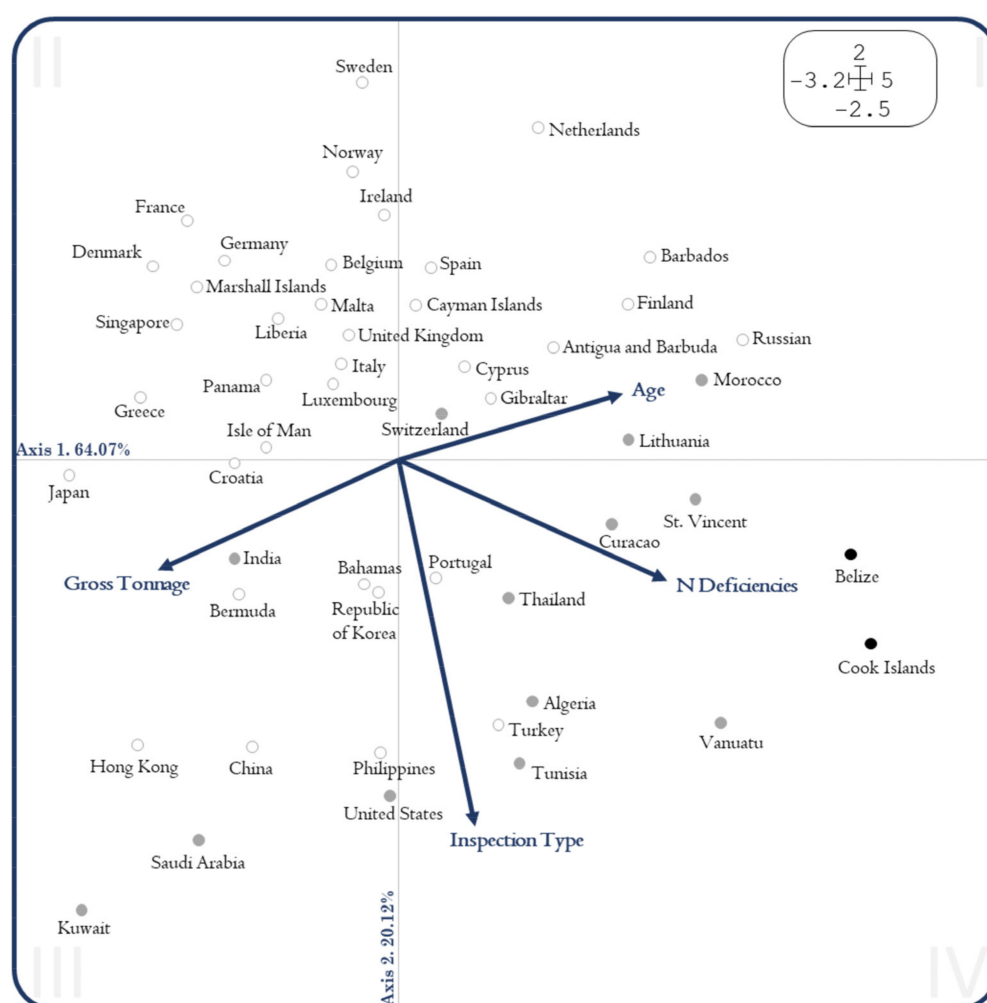 II
I
2
-3.2 5
-2.5
Sweden
Netherlands
Norway
Ireland
France
Germany
Denmark
Belgium
Spain
Barbados
Marshall Islands
Malta
Cayman Islands
Finland
Singapore
Liberia
United Kingdom
Antigua and Barbuda
Russian
Italy
Cyprus
Panama
Luxembourg
Gibraltar
Age
Morocco
Greece
Isle of Man
Switzerland
Lithuania
Axis 1. 64.07%
Croatia
Japan
St. Vincent
Curacao
India
Bahamas
Portugal
Belize
Gross Tonnage
N Deficiencies
Bermuda
Republic
of Korea
Thailand
Cook Islands
Algeria
Turkey
Vanuatu
Hong Kong
China
Philippines
Tunisia
United States
Inspection Type
Saudi Arabia
Kuwait
Axis 2. 20.12%
III
IV